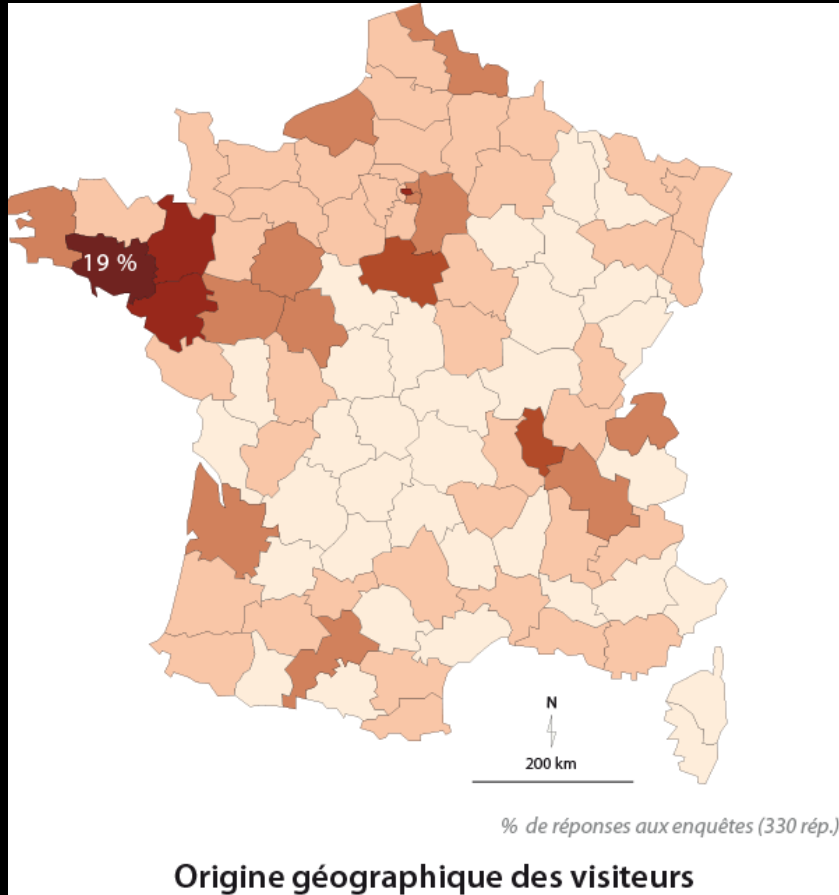 19 %
N
200 km
% de réponses aux enquêtes (330 rép.)
Origine géographique des visiteurs